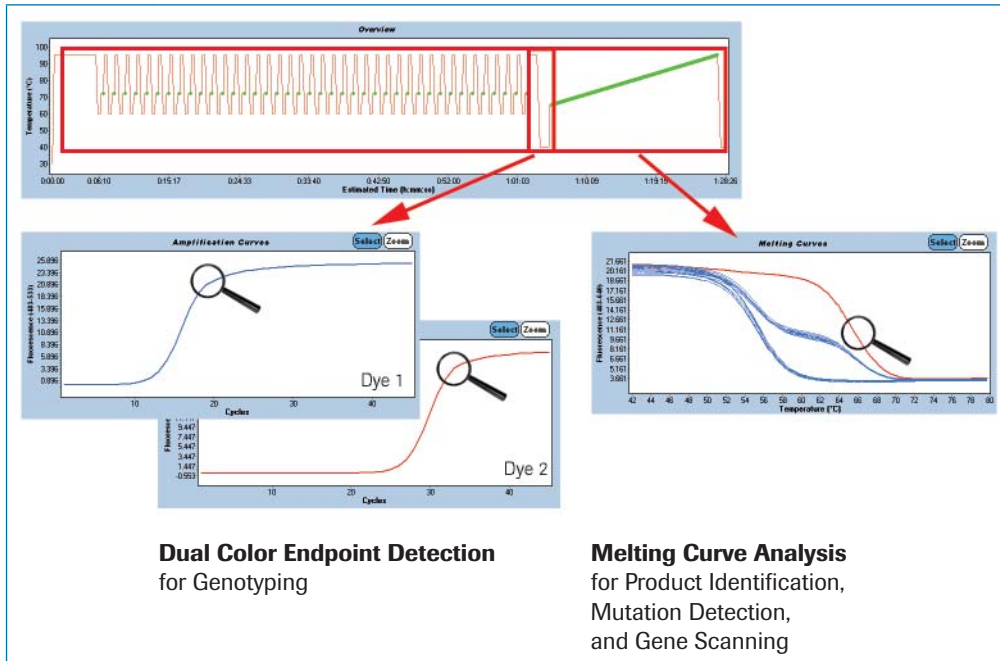 Overview
Temperature (°C)
100
90
80
70
60
50
40
30
0:00:00 0:06:10 0:15:17 0:24:33 0:33:40 0:42:50 0:52:00 1:01:03 1:10:09 1:19:19 1:28:26
Estimated Time (h:mm:ss)
Amplification Curves
Select Zoom
Fluorescence (483-533)
25.896
23.396
20.896
18.396
15.896
13.396
10.896
8.396
5.896
3.396
0.896
Dye 1
10 20 30 40
Cycles
Select Zoom
9.447
7.447
5.447
3.447
1.447
-0.553
Dye 2
10 20 30 40
Cycles
Melting Curves
Select Zoom
21.661
20.161
18.661
17.161
15.661
14.161
12.661
11.161
9.661
8.161
6.661
5.161
3.661
42 44 46 48 50 52 54 56 58 60 62 64 66 68 70 72 74 76 78 80
Temperature (°C)
Dual Color Endpoint Detection
for Genotyping
Melting Curve Analysis
for Product Identification,
Mutation Detection,
and Gene Scanning